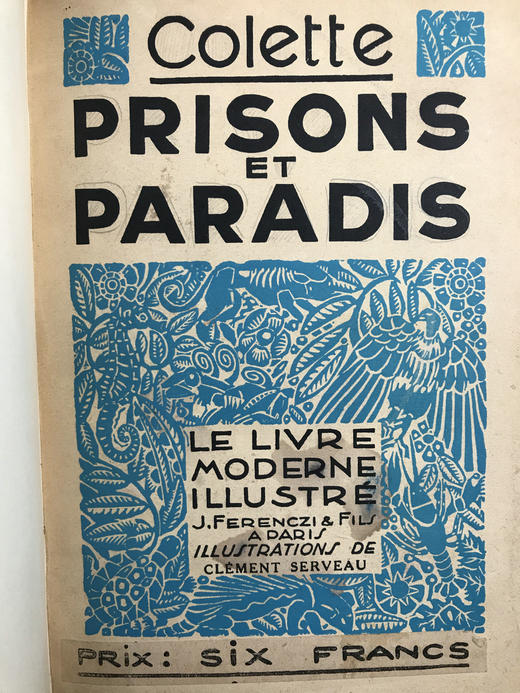 Colette
PRISONS
ET
PARADIS
LE LIVRE
MODERNE
ILLUSTRÉ
J. FERENCZI & FILS
A PARIS
ILLUSTRATIONS DE
CLÉMENT SERVEAU
PRIX: SIX FRANCS